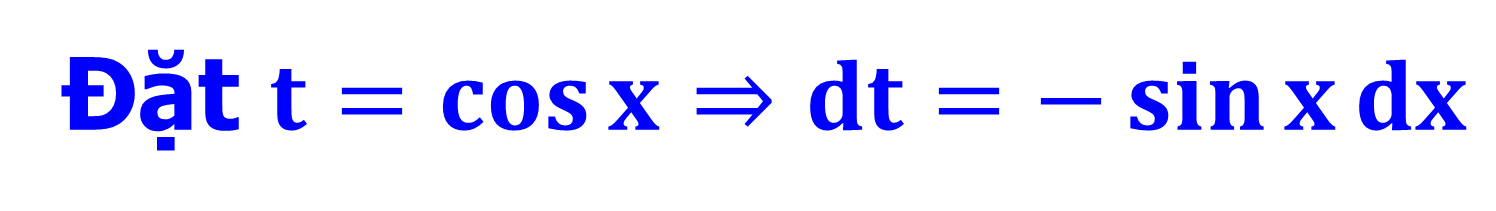 Đặt t = cos x ⇒ dt = − sin x dx